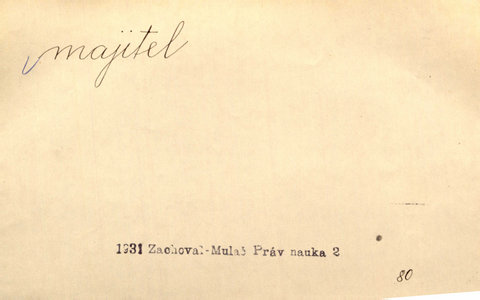 majitel
1931 Zachoval-Mulač Práv nauka 2
80